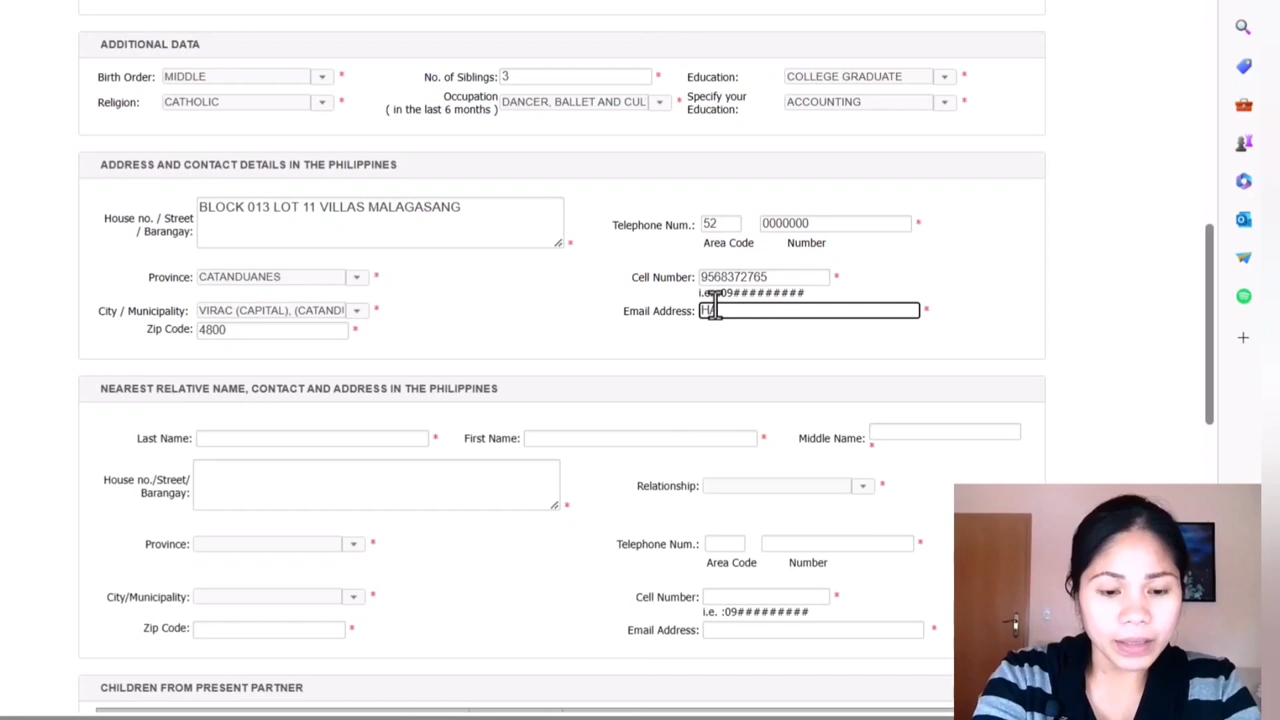 ADDITIONAL DATA
Birth Order: MIDDLE * No. of Siblings: 3 * Education: COLLEGE GRADUATE *
Religion: CATHOLIC * Occupation ( in the last 6 months ) DANCER, BALLET AND CUL * Specify your Education: ACCOUNTING *
ADDRESS AND CONTACT DETAILS IN THE PHILIPPINES
House no. / Street / Barangay: BLOCK 013 LOT 11 VILLAS MALAGASANG *
Telephone Num.: 52 0000000 *
Area Code Number
Province: CATANDUANES * Cell Number: 9568372765 *
i.e. :09#########
City / Municipality: VIRAC (CAPITAL), (CATANDI * Email Address: *
Zip Code: 4800 *
NEAREST RELATIVE NAME, CONTACT AND ADDRESS IN THE PHILIPPINES
Last Name: * First Name: * Middle Name: *
House no./Street/ Barangay: * Relationship: *
Province: * Telephone Num.: *
Area Code Number
City/Municipality: * Cell Number: *
i.e. :09#########
Zip Code: * Email Address: *
CHILDREN FROM PRESENT PARTNER